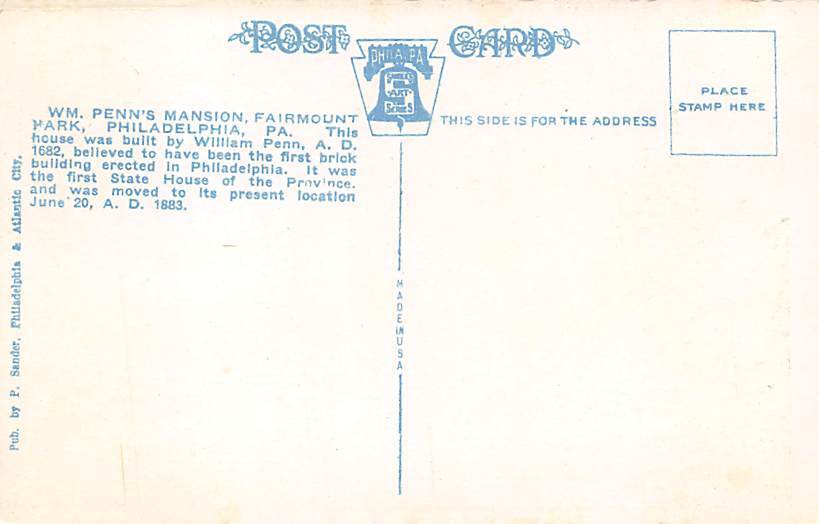 POST CARD
PHILA. PA.
SANDER
ART
SERIES
WM. PENN'S MANSION, FAIRMOUNT
PARK, PHILADELPHIA, PA. This
house was built by William Penn, A. D.
1682, believed to have been the first brick
building erected in Philadelphia. It was
the first State House of the Province.
and was moved to its present location
June 20, A. D. 1883.
THIS SIDE IS FOR THE ADDRESS
PLACE
STAMP HERE
MADE IN USA
Pub. by P. Sander, Philadelphia & Atlantic City.